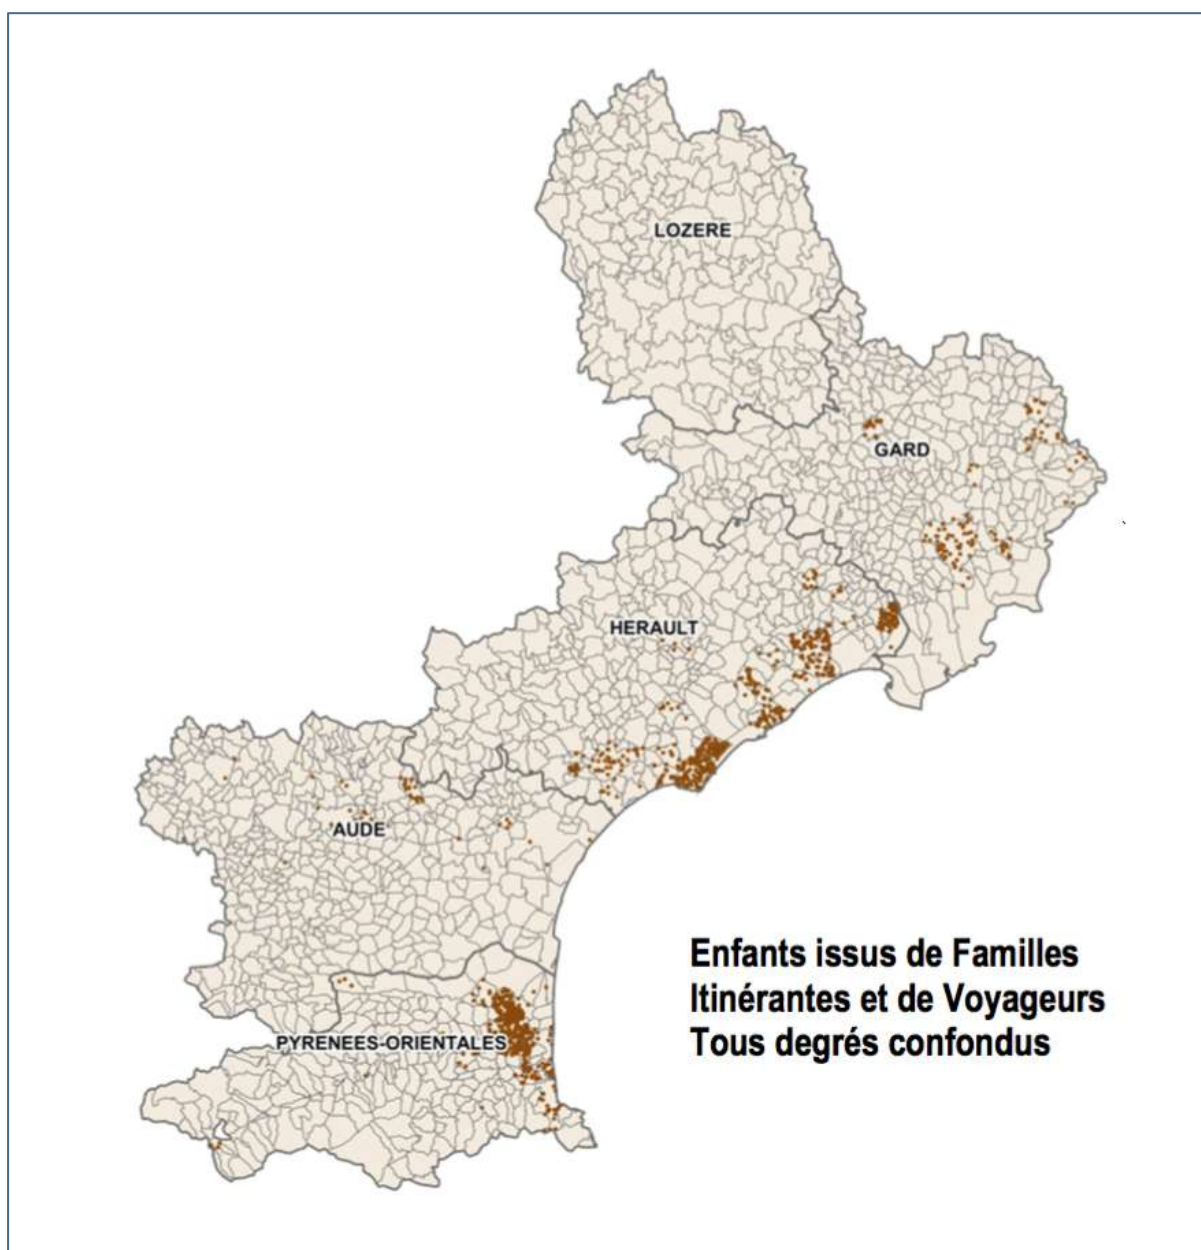 LOZERE
GARD
HERAULT
AUDE
PYRENEES-ORIENTALES
Enfants issus de Familles
Itinérantes et de Voyageurs
Tous degrés confondus